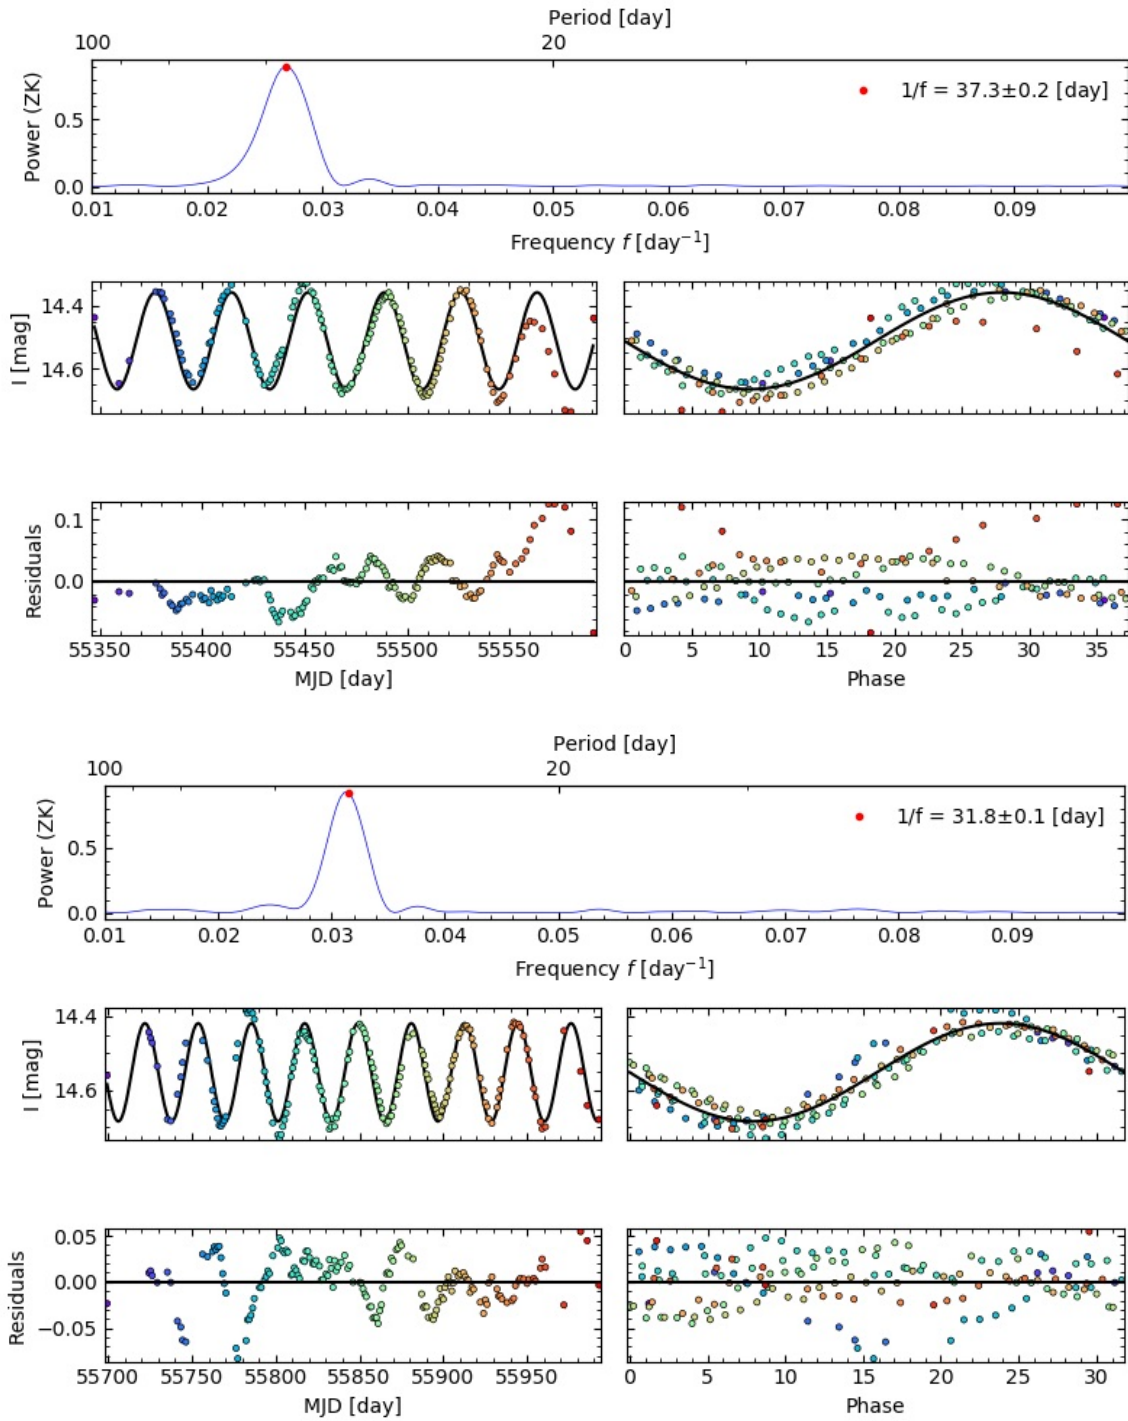 Period [day]
100 20
Power (ZK)
0.5
0.0
1/f = 37.3±0.2 [day]
0.01 0.02 0.03 0.04 0.05 0.06 0.07 0.08 0.09
Frequency f [day⁻¹]
I [mag]
14.4
14.6
Residuals
0.1
0.0
55350 55400 55450 55500 55550
0 5 10 15 20 25 30 35
MJD [day] Phase
Period [day]
100 20
Power (ZK)
0.5
0.0
1/f = 31.8±0.1 [day]
0.01 0.02 0.03 0.04 0.05 0.06 0.07 0.08 0.09
Frequency f [day⁻¹]
I [mag]
14.4
14.6
Residuals
0.05
0.00
−0.05
55700 55750 55800 55850 55900 55950
0 5 10 15 20 25 30
MJD [day] Phase